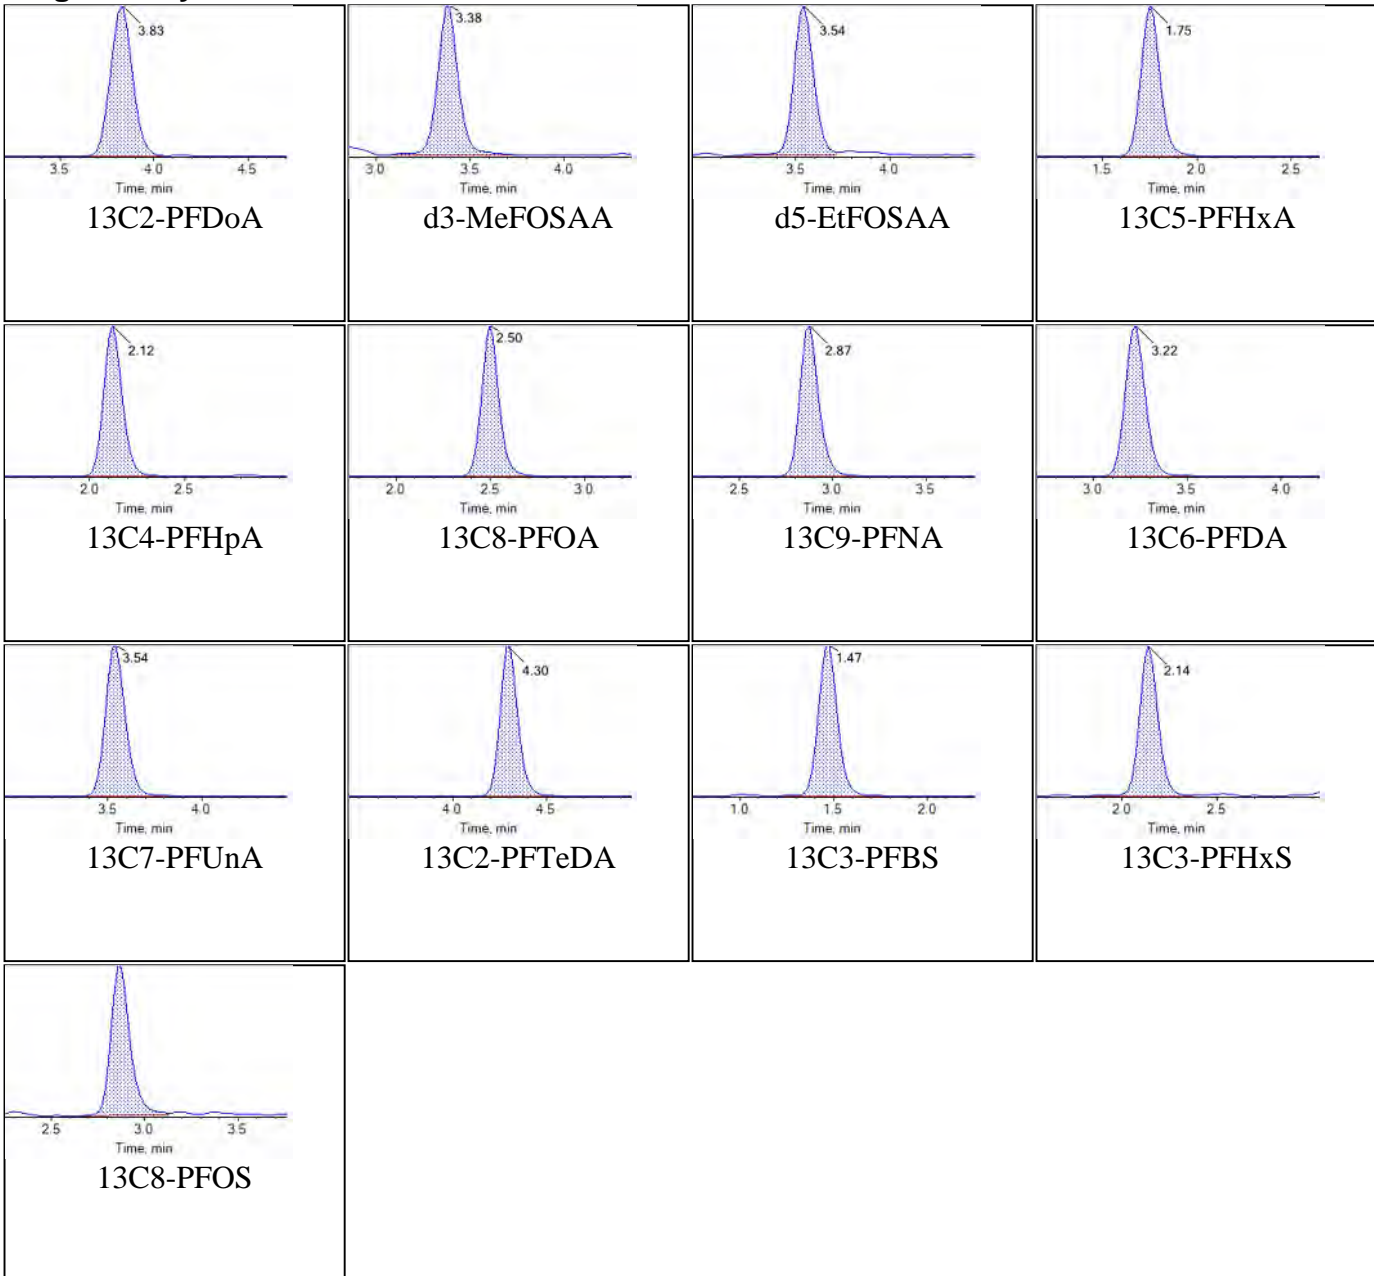 3.83
3.5 4.0 4.5
Time, min
13C2-PFDoA
3.38
3.0 3.5 4.0
Time, min
d3-MeFOSAA
3.54
3.5 4.0
Time, min
d5-EtFOSAA
1.75
1.5 2.0 2.5
Time, min
13C5-PFHxA
2.12
2.0 2.5
Time, min
13C4-PFHpA
2.50
2.0 2.5 3.0
Time, min
13C8-PFOA
2.87
2.5 3.0 3.5
Time, min
13C9-PFNA
3.22
3.0 3.5 4.0
Time, min
13C6-PFDA
3.54
3.5 4.0
Time, min
13C7-PFUnA
4.30
4.0 4.5
Time, min
13C2-PFTeDA
1.47
1.0 1.5 2.0
Time, min
13C3-PFBS
2.14
2.0 2.5
Time, min
13C3-PFHxS
2.5 3.0 3.5
Time, min
13C8-PFOS